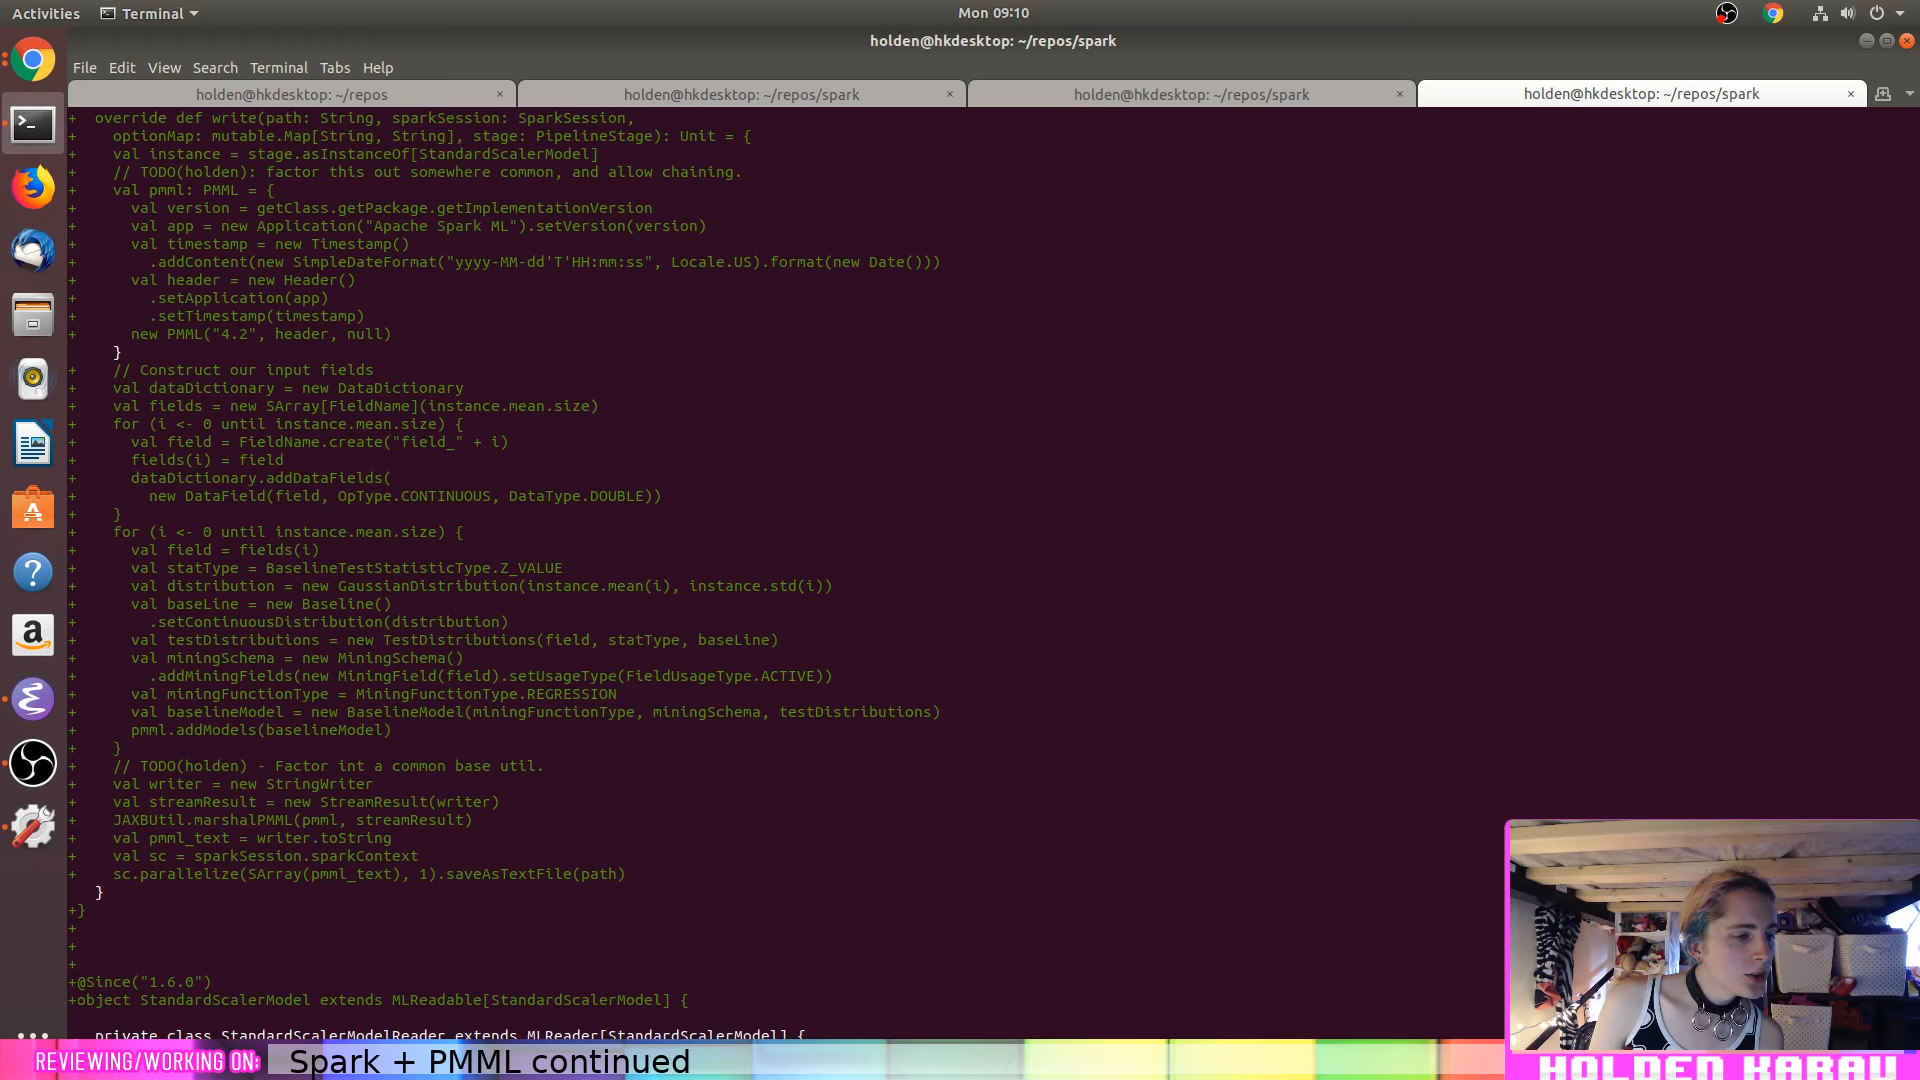 Activities
Terminal
Mon 09:10
holden@hkdesktop: ~/repos/spark
File Edit View Search Terminal Tabs Help
holden@hkdesktop: ~/repos ×
holden@hkdesktop: ~/repos/spark ×
holden@hkdesktop: ~/repos/spark ×
holden@hkdesktop: ~/repos/spark ×
+  override def write(path: String, sparkSession: SparkSession,
+    optionMap: mutable.Map[String, String], stage: PipelineStage): Unit = {
+    val instance = stage.asInstanceOf[StandardScalerModel]
+    // TODO(holden): factor this out somewhere common, and allow chaining.
+    val pmml: PMML = {
+      val version = getClass.getPackage.getImplementationVersion
+      val app = new Application("Apache Spark ML").setVersion(version)
+      val timestamp = new Timestamp()
+        .addContent(new SimpleDateFormat("yyyy-MM-dd'T'HH:mm:ss", Locale.US).format(new Date()))
+      val header = new Header()
+        .setApplication(app)
+        .setTimestamp(timestamp)
+      new PMML("4.2", header, null)
     }
+    // Construct our input fields
+    val dataDictionary = new DataDictionary
+    val fields = new SArray[FieldName](instance.mean.size)
+    for (i <- 0 until instance.mean.size) {
+      val field = FieldName.create("field_" + i)
+      fields(i) = field
+      dataDictionary.addDataFields(
+        new DataField(field, OpType.CONTINUOUS, DataType.DOUBLE))
+    }
+    for (i <- 0 until instance.mean.size) {
+      val field = fields(i)
+      val statType = BaselineTestStatisticType.Z_VALUE
+      val distribution = new GaussianDistribution(instance.mean(i), instance.std(i))
+      val baseLine = new Baseline()
+        .setContinuousDistribution(distribution)
+      val testDistributions = new TestDistributions(field, statType, baseLine)
+      val miningSchema = new MiningSchema()
+        .addMiningFields(new MiningField(field).setUsageType(FieldUsageType.ACTIVE))
+      val miningFunctionType = MiningFunctionType.REGRESSION
+      val baselineModel = new BaselineModel(miningFunctionType, miningSchema, testDistributions)
+      pmml.addModels(baselineModel)
+    }
+    // TODO(holden) - Factor int a common base util.
+    val writer = new StringWriter
+    val streamResult = new StreamResult(writer)
+    JAXBUtil.marshalPMML(pmml, streamResult)
+    val pmml_text = writer.toString
+    val sc = sparkSession.sparkContext
+    sc.parallelize(SArray(pmml_text), 1).saveAsTextFile(path)
   }
+}
+
+
+
+@Since("1.6.0")
+object StandardScalerModel extends MLReadable[StandardScalerModel] {
   private class StandardScalerModelReader extends MLReader[StandardScalerModel] {
REVIEWING/WORKING ON: Spark + PMML continued
HOLDEN KARAU